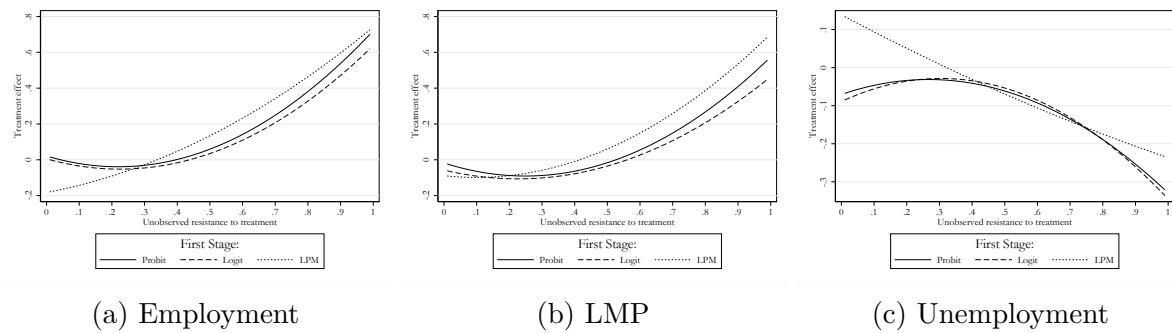 .8
.6
.4
.2
0
-.2
Treatment effect
0 .1 .2 .3 .4 .5 .6 .7 .8 .9 1
Unobserved resistance to treatment
First Stage:
Probit Logit LPM
(a) Employment
.8
.6
.4
.2
0
-.2
Treatment effect
0 .1 .2 .3 .4 .5 .6 .7 .8 .9 1
Unobserved resistance to treatment
First Stage:
Probit Logit LPM
(b) LMP
.1
0
-.1
-.2
-.3
Treatment effect
0 .1 .2 .3 .4 .5 .6 .7 .8 .9 1
Unobserved resistance to treatment
First Stage:
Probit Logit LPM
(c) Unemployment